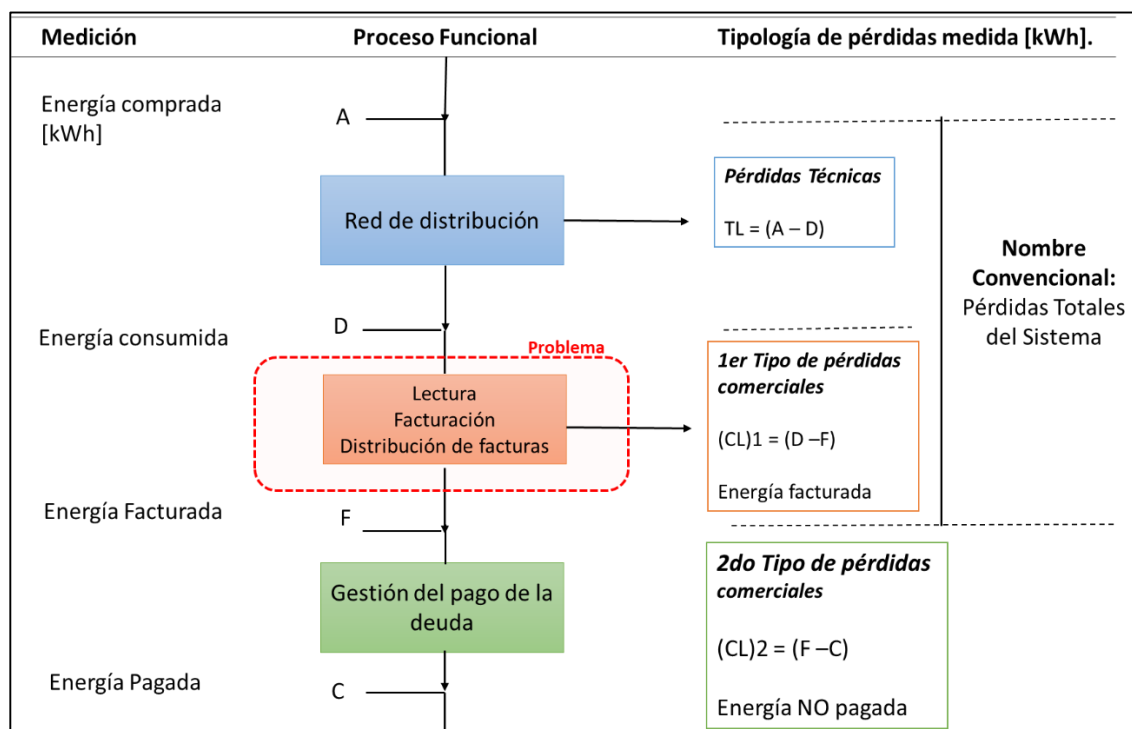 Medición
Proceso Funcional
Tipología de pérdidas medida [kWh].
Energía comprada
[kWh]
A
Red de distribución
Pérdidas Técnicas
TL = (A – D)
Nombre
Convencional:
Pérdidas Totales
del Sistema
Energía consumida
D
Problema
Lectura
Facturación
Distribución de facturas
1er Tipo de pérdidas
comerciales
(CL)1 = (D –F)
Energía facturada
Energía Facturada
F
Gestión del pago de la
deuda
2do Tipo de pérdidas
comerciales
(CL)2 = (F –C)
Energía NO pagada
Energía Pagada
C